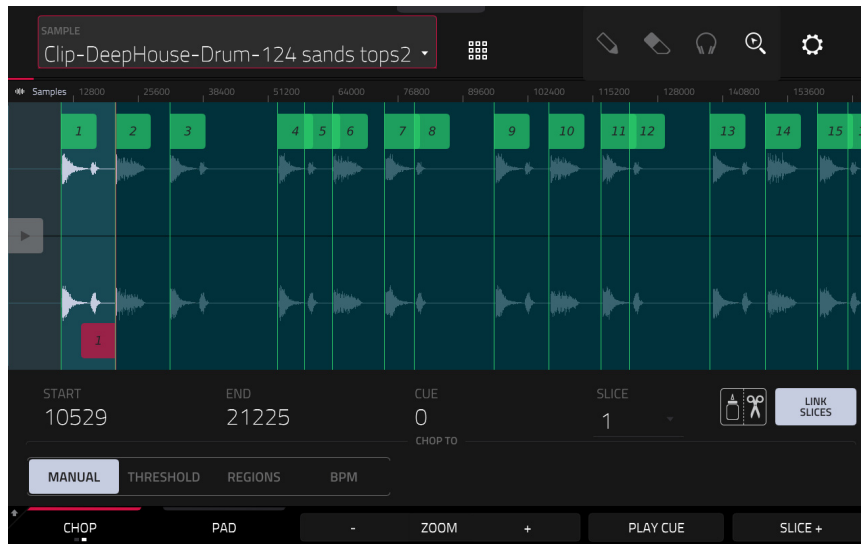 SAMPLE
Clip-DeepHouse-Drum-124 sands tops2
Samples 12800 25600 38400 51200 64000 76800 89600 102400 115200 128000 140800 153600
1 2 3 4 5 6 7 8 9 10 11 12 13 14 15
1
START END CUE SLICE
10529 21225 0 1
LINK
SLICES
CHOP TO
MANUAL THRESHOLD REGIONS BPM
CHOP PAD - ZOOM + PLAY CUE SLICE +